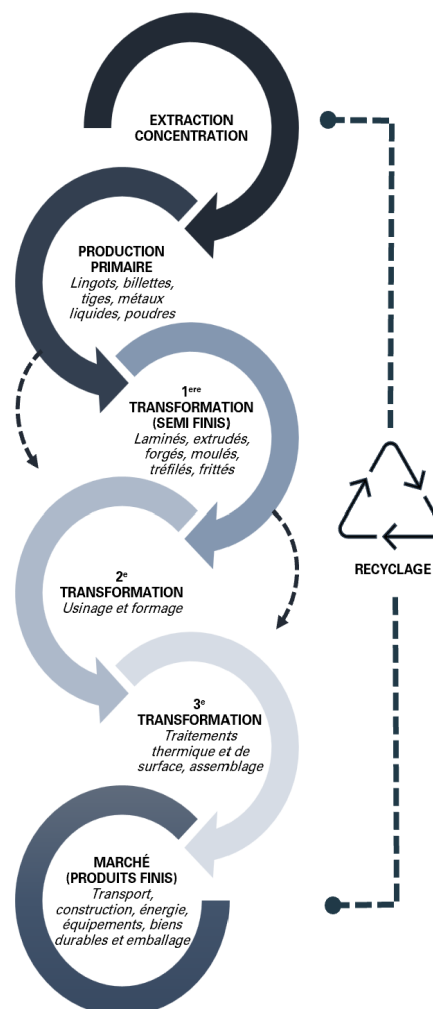 EXTRACTION
CONCENTRATION
PRODUCTION
PRIMAIRE
Lingots, billettes,
tiges, métaux
liquides, poudres
1ere
TRANSFORMATION
(SEMI FINIS)
Laminés, extrudés,
forgés, moulés,
tréfilés, frittés
RECYCLAGE
2e
TRANSFORMATION
Usinage et formage
3e
TRANSFORMATION
Traitements
thermique et de
surface, assemblage
MARCHÉ
(PRODUITS FINIS)
Transport,
construction, énergie,
équipements, biens
durables et emballage